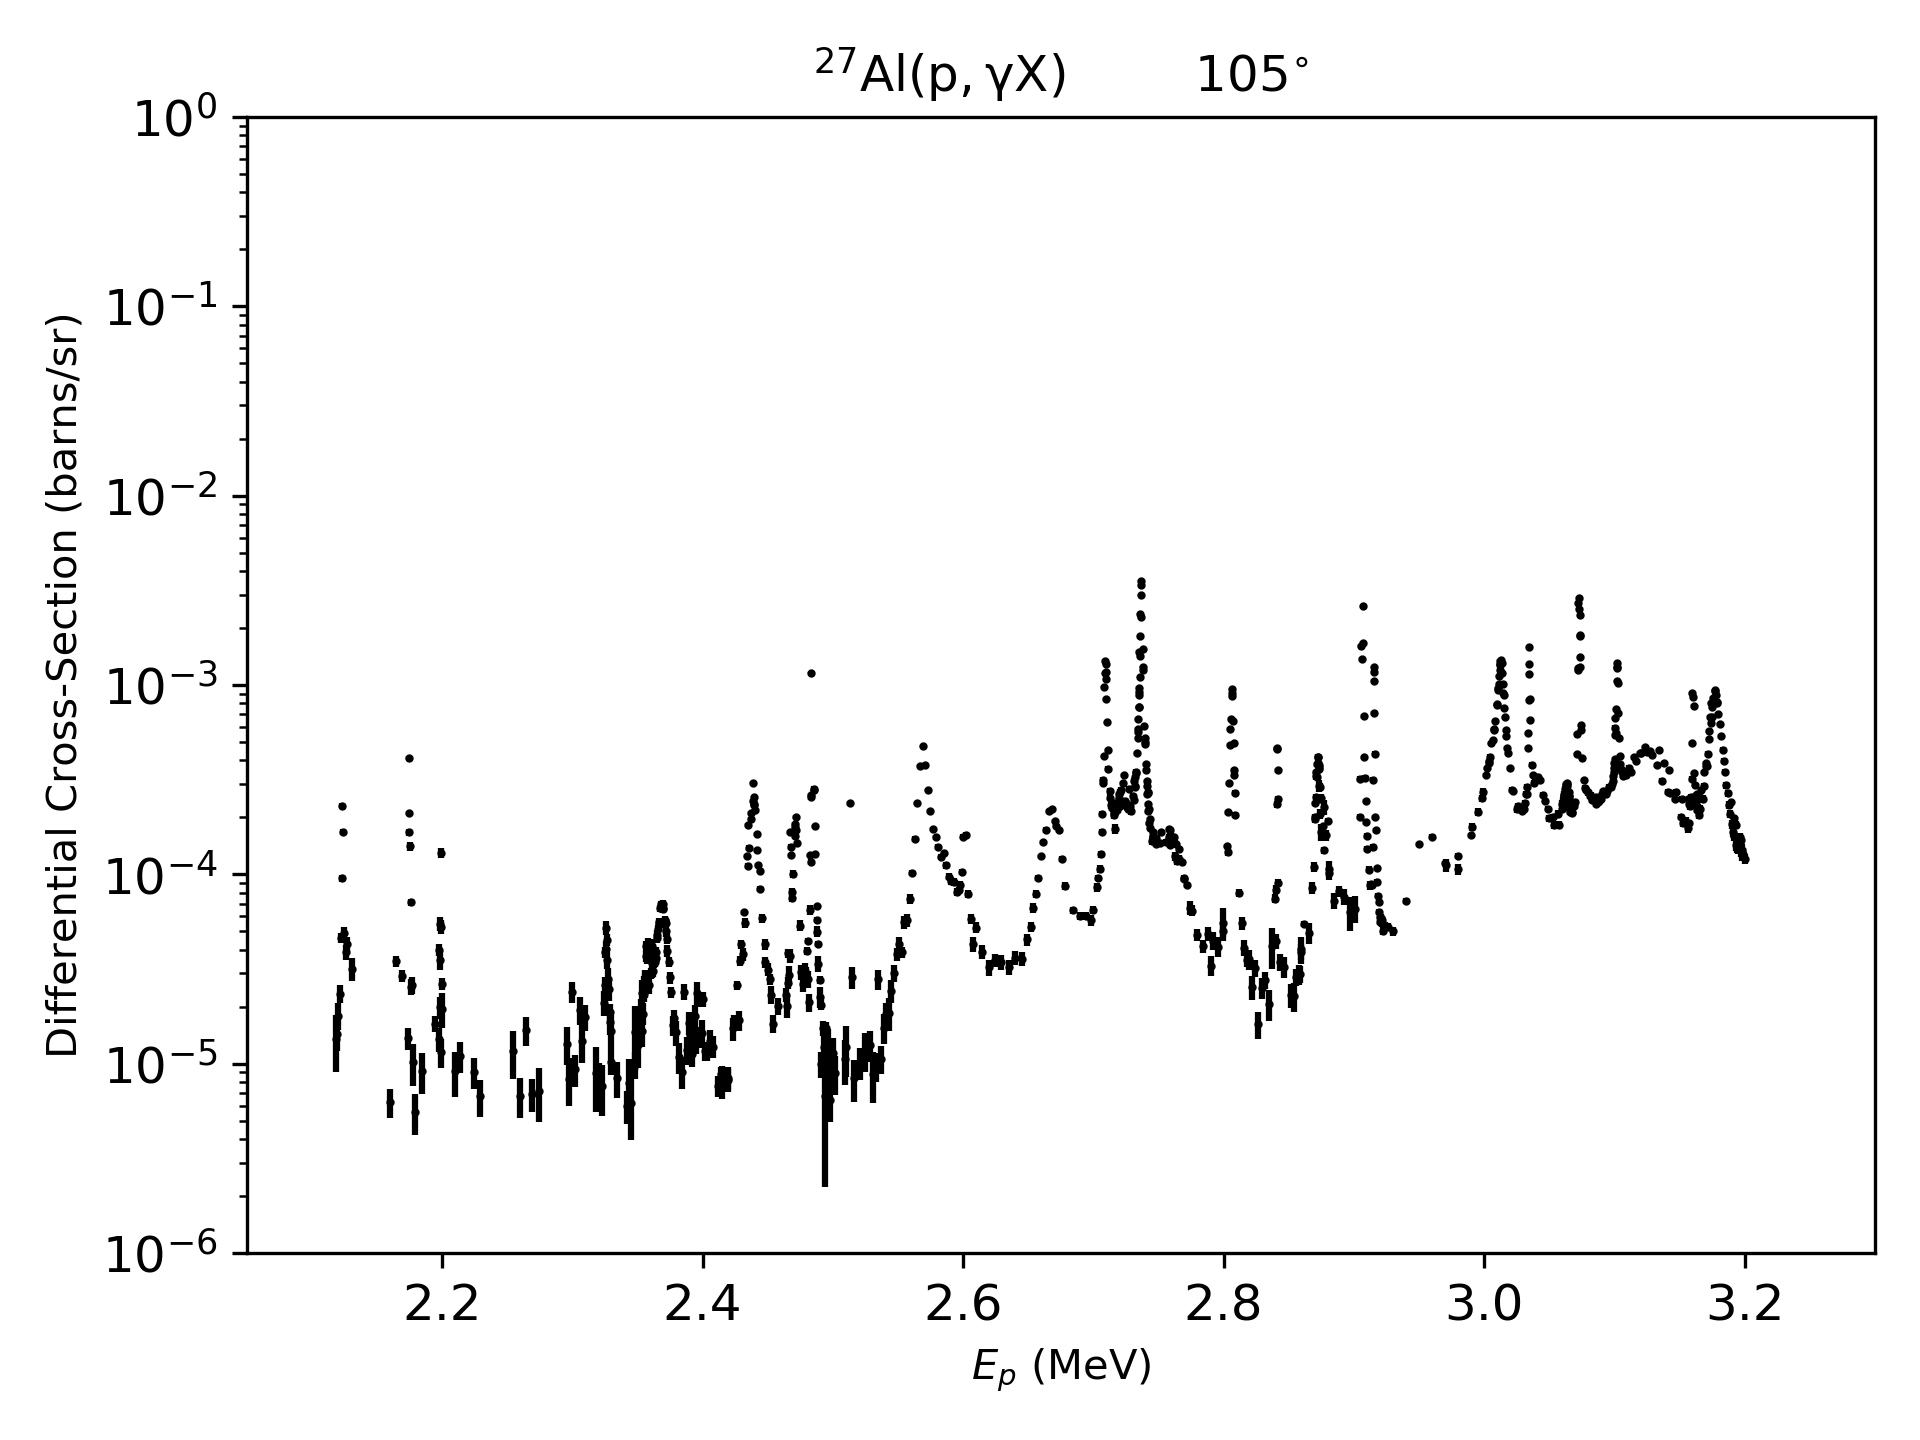 ²⁷Al(p, γX) 105°
Differential Cross-Section (barns/sr)
10⁰
10⁻¹
10⁻²
10⁻³
10⁻⁴
10⁻⁵
10⁻⁶
2.2 2.4 2.6 2.8 3.0 3.2
Eₚ (MeV)